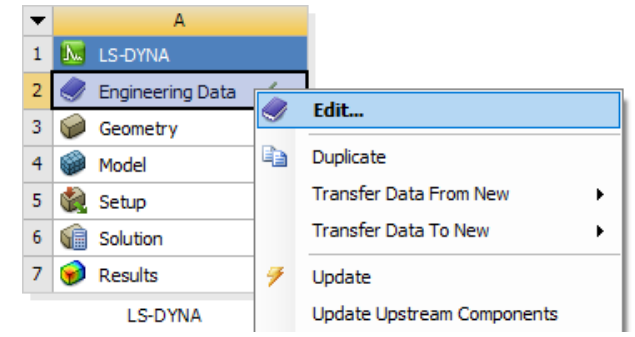 A
1 LS-DYNA
2 Engineering Data
3 Geometry
4 Model
5 Setup
6 Solution
7 Results
LS-DYNA
Edit...
Duplicate
Transfer Data From New
Transfer Data To New
Update
Update Upstream Components